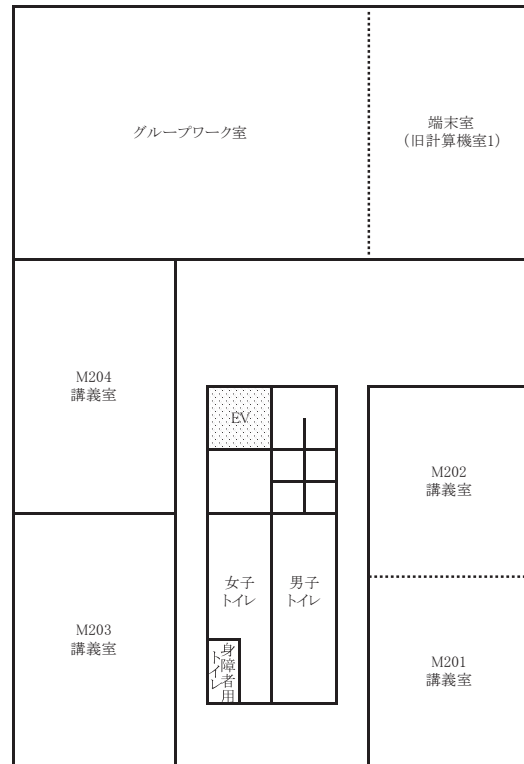 グループワーク室
端末室
（旧計算機室1）
M204
講義室
EV
M202
講義室
女子
トイレ
男子
トイレ
M203
講義室
身障者用
トイレ
M201
講義室